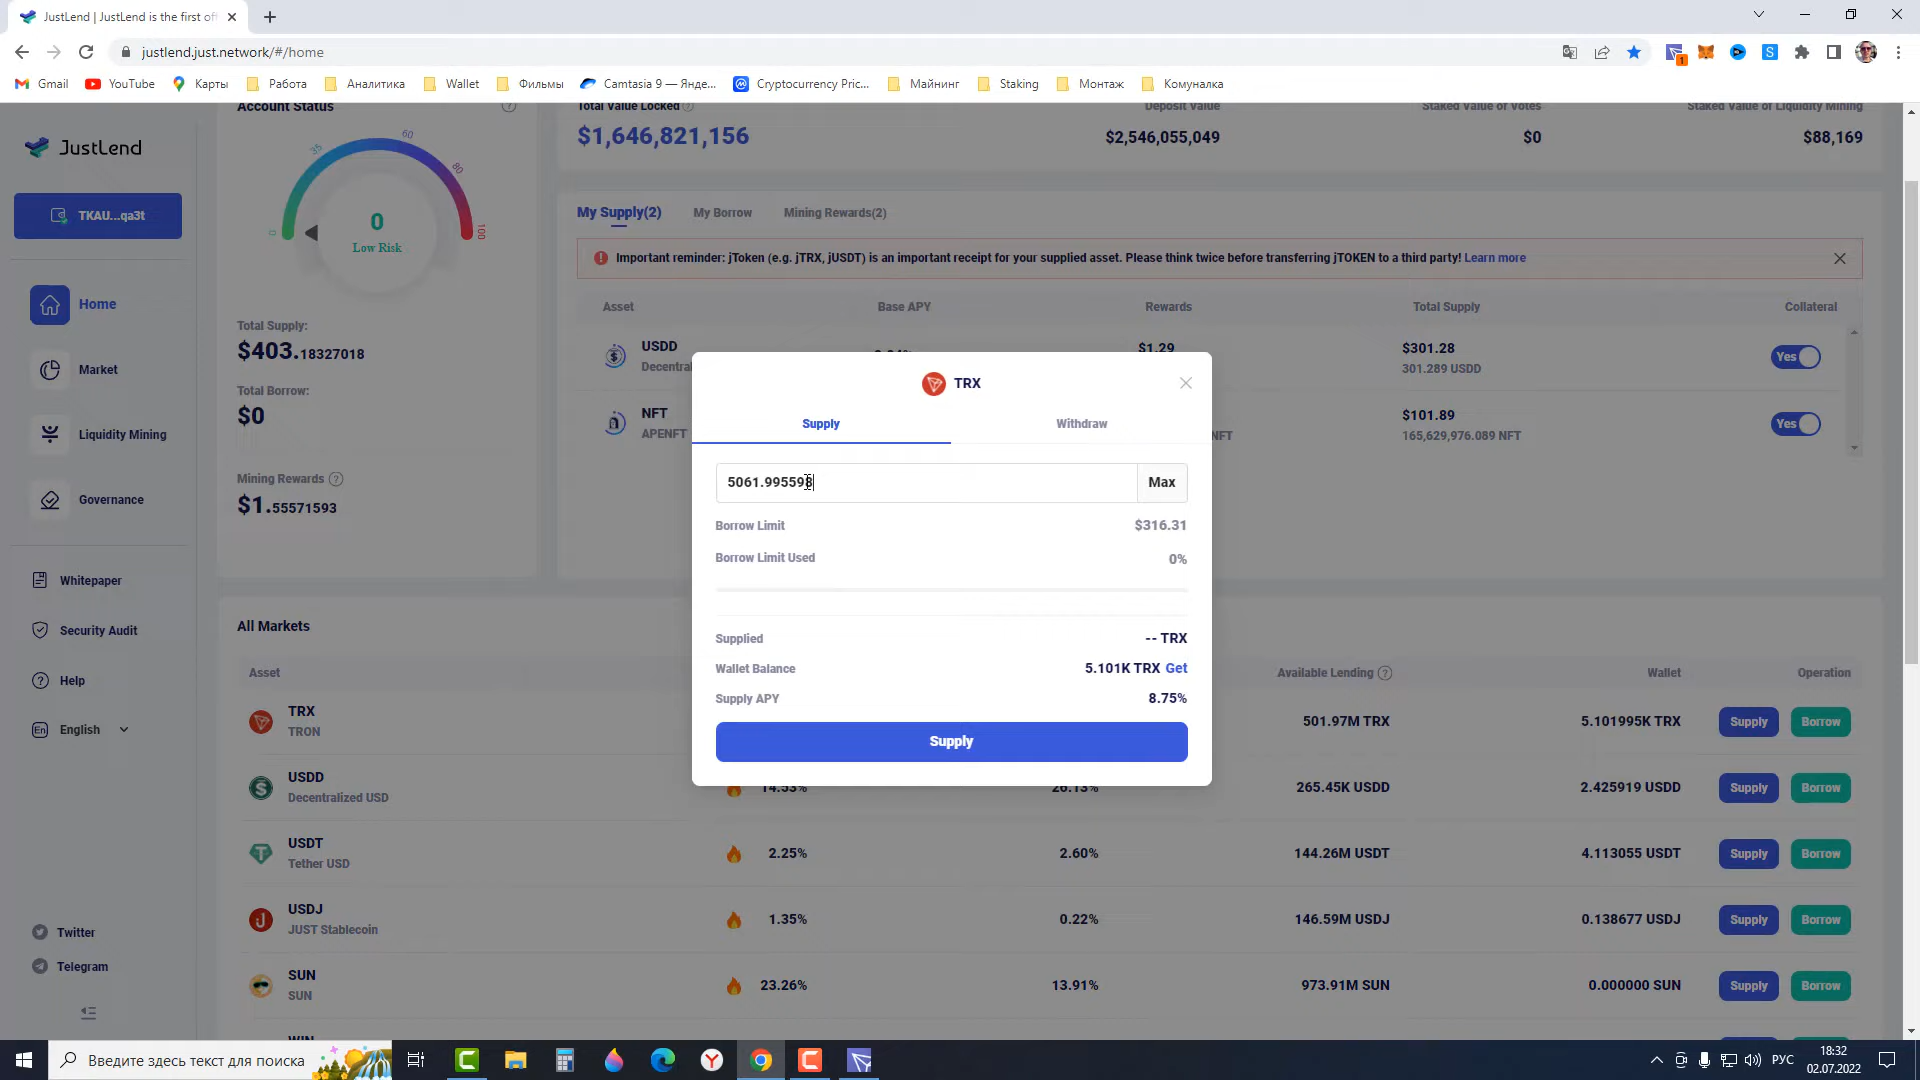 JustLend | JustLend is the first of
justlend.just.network/#/home
1
Gmail YouTube Карты Работа Аналитика Wallet Фильмы Camtasia 9 — Янде... Cryptocurrency Pric... Майнинг Staking Монтаж Комуналка
JustLend
TKAU...qa3t
Home
Market
Liquidity Mining
Governance
Whitepaper
Security Audit
Help
En English
Twitter
Telegram
Account Status
0 35 60 80 100
0
Low Risk
Total Supply:
$403.18327018
Total Borrow:
$0
Mining Rewards
$1.55571593
Total Value Locked Deposit Value Staked Value of Votes Staked Value of Liquidity Mining
$1,646,821,156 $2,546,055,049 $0 $88,169
My Supply(2) My Borrow Mining Rewards(2)
Important reminder: jToken (e.g. jTRX, jUSDT) is an important receipt for your supplied asset. Please think twice before transferring jTOKEN to a third party! Learn more
Asset Base APY Rewards Total Supply Collateral
USDD $1.29 $301.28 Yes
301.289 USDD
NFT $101.89 Yes
APENFT NFT 165,629,976.089 NFT
TRX
Supply Withdraw
5061.995598 Max
Borrow Limit $316.31
Borrow Limit Used 0%
Supplied -- TRX
Wallet Balance 5.101K TRX Get
Supply APY 8.75%
Supply
All Markets
Asset Available Lending Wallet Operation
TRX 501.97M TRX 5.101995K TRX Supply Borrow
TRON
USDD 14.53% 26.13% 265.45K USDD 2.425919 USDD Supply Borrow
Decentralized USD
USDT 2.25% 2.60% 144.26M USDT 4.113055 USDT Supply Borrow
Tether USD
USDJ 1.35% 0.22% 146.59M USDJ 0.138677 USDJ Supply Borrow
JUST Stablecoin
SUN 23.26% 13.91% 973.91M SUN 0.000000 SUN Supply Borrow
SUN
Введите здесь текст для поиска
РУС 18:32
02.07.2022